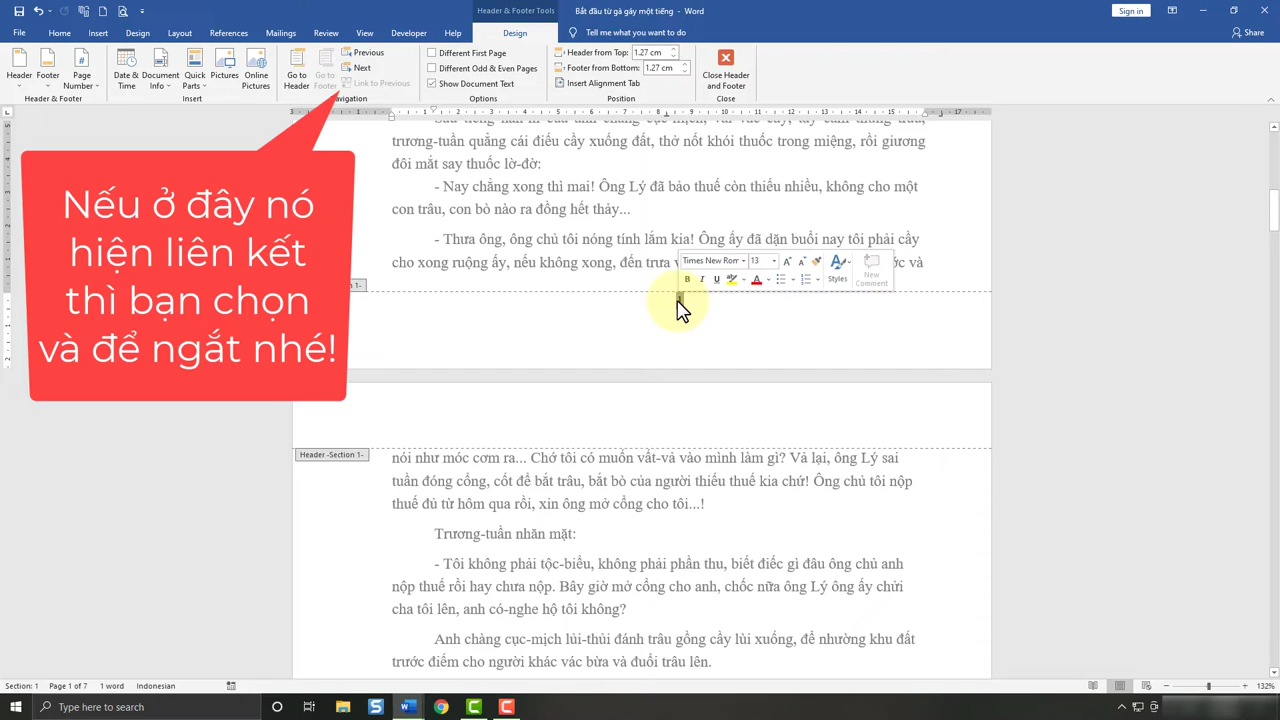 Header & Footer Tools
Bắt đầu từ gà gáy một tiếng - Word
Sign in
File Home Insert Draw Design Layout References Mailings Review View Developer Help Design Tell me what you want to do
Share
Header
Footer
Page Number
Header & Footer
Date & Time
Document Info
Quick Parts
Pictures
Online Pictures
Insert
Go to Header
Go to Footer
Previous
Next
Link to Previous
vigation
Different First Page
Different Odd & Even Pages
Show Document Text
Options
Header from Top: 1.27 cm
Footer from Bottom: 1.27 cm
Insert Alignment Tab
Position
Close Header and Footer
Close
trương-tuần quẳng cái điếu cày xuống đất, thở nốt khói thuốc trong miệng, rồi giương
đôi mắt say thuốc lờ-đờ:
- Nay chẳng xong thì mai! Ông Lý đã bảo thuế còn thiếu nhiều, không cho một
con trâu, con bò nào ra đồng hết thảy...
- Thưa ông, ông chủ tôi nóng tính lắm kia! Ông ấy đã dặn buổi nay tôi phải cầy
cho xong ruộng ấy, nếu không xong, đến trưa
và
Times New Rom 13
Styles
New Comment
Nếu ở đây nó
hiện liên kết
thì bạn chọn
và để ngắt nhé!
Header -Section 1-
nói như móc cơm ra... Chớ tôi có muốn vất-vả vào mình làm gì? Vả lại, ông Lý sai
tuần đóng cổng, cốt để bắt trâu, bắt bò của người thiếu thuế kia chứ! Ông chủ tôi nộp
thuế đủ từ hôm qua rồi, xin ông mở cổng cho tôi...!
Trương-tuần nhăn mặt:
- Tôi không phải tộc-biểu, không phải phần thu, biết điếc gì đâu ông chủ anh
nộp thuế rồi hay chưa nộp. Bây giờ mở cổng cho anh, chốc nữa ông Lý ông ấy chửi
cha tôi lên, anh có-nghe hộ tôi không?
Anh chàng cục-mịch lủi-thủi đánh trâu gồng cầy lùi xuống, để nhường khu đất
trước điếm cho người khác vác bừa và đuổi trâu lên.
Section: 1 Page 1 of 7 1 word Indonesian
132%
Type here to search